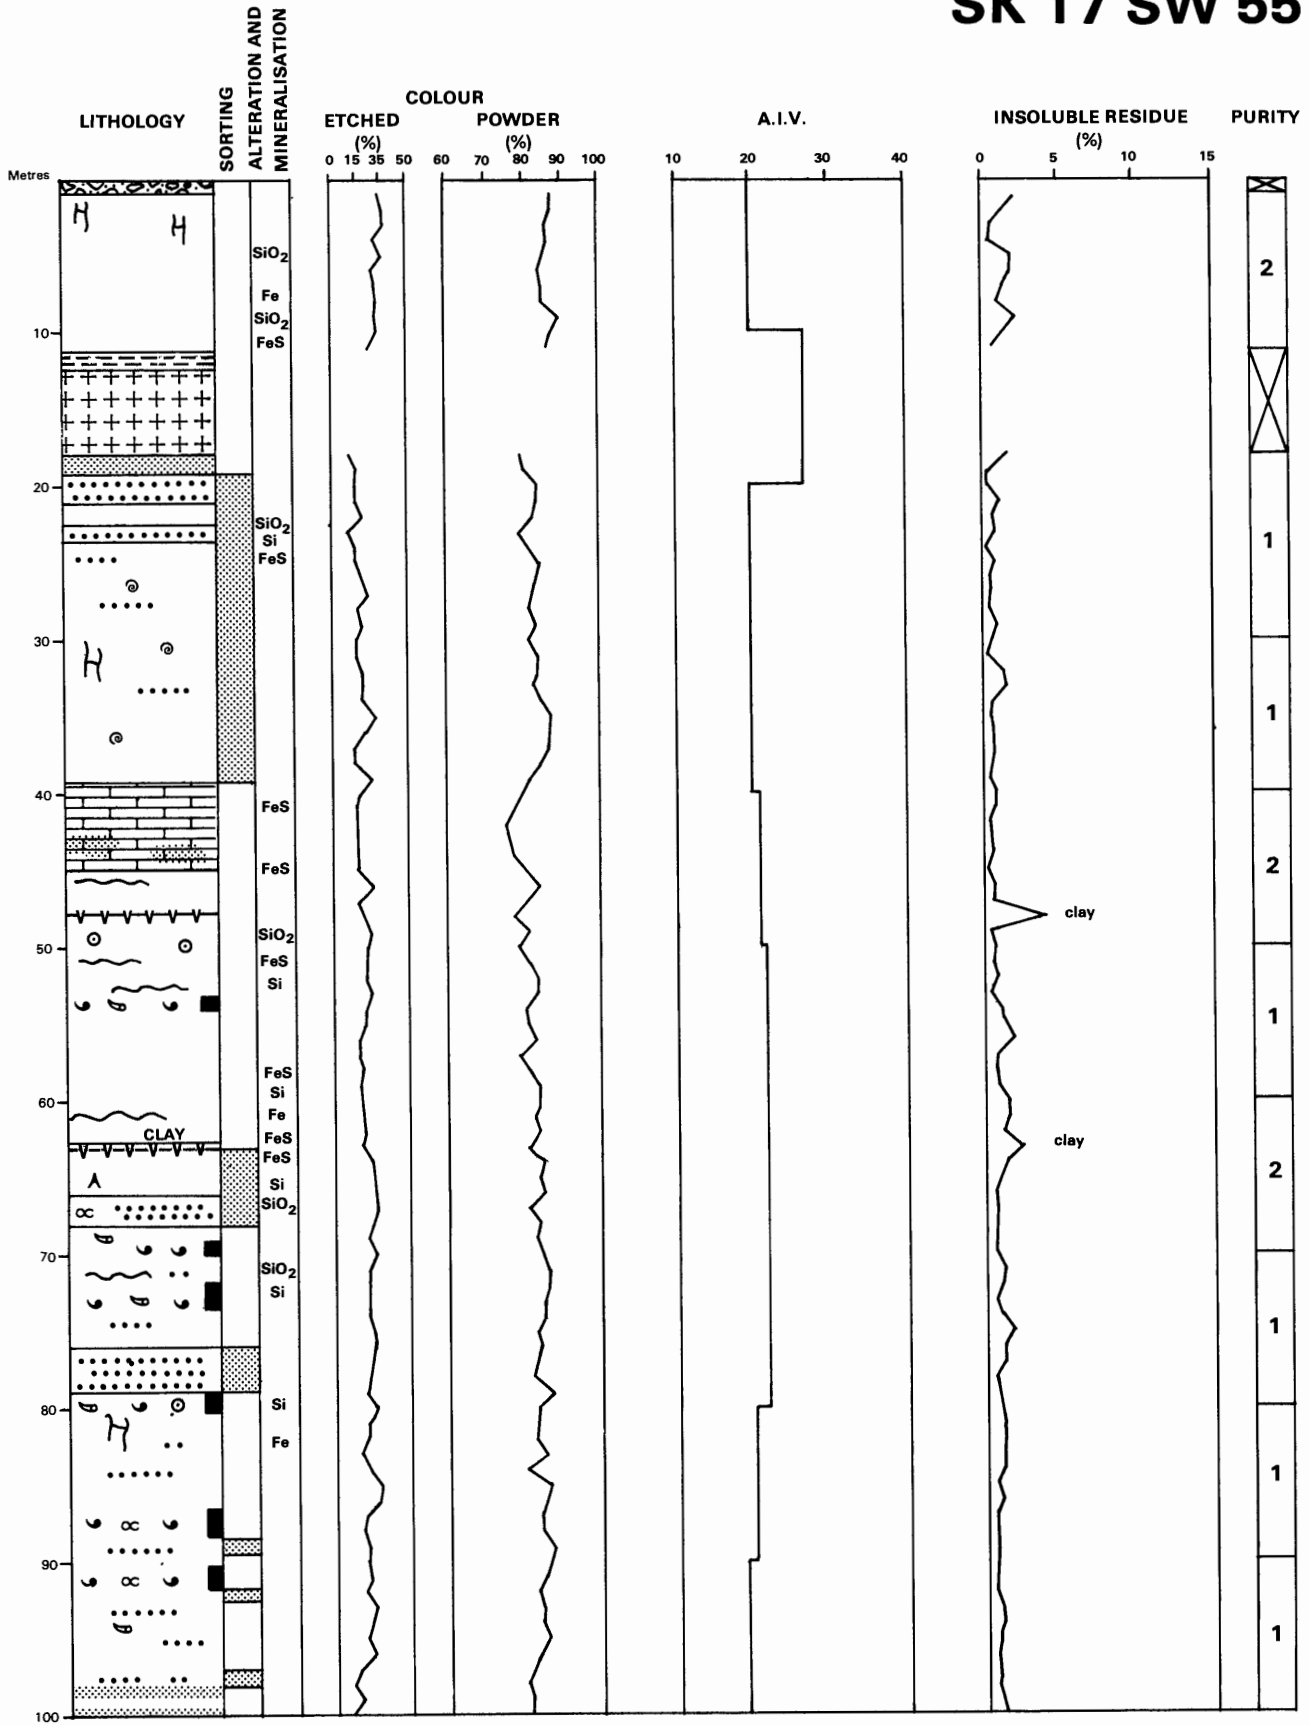 SK 17 SW 55
LITHOLOGY
SORTING
ALTERATION AND
MINERALISATION
COLOUR
ETCHED
(%)
0 15 35 50
POWDER
(%)
60 70 80 90 100
A.I.V.
10 20 30 40
INSOLUBLE RESIDUE
(%)
0 5 10 15
PURITY
Metres
SiO2
2
Fe
SiO2
10
FeS
20
SiO2
Si
1
FeS
30
1
40
FeS
FeS
2
clay
SiO2
50
FeS
Si
1
FeS
Si
60
Fe
CLAY
FeS
clay
FeS
2
Si
SiO2
70
SiO2
Si
1
80
Si
Fe
1
90
1
100